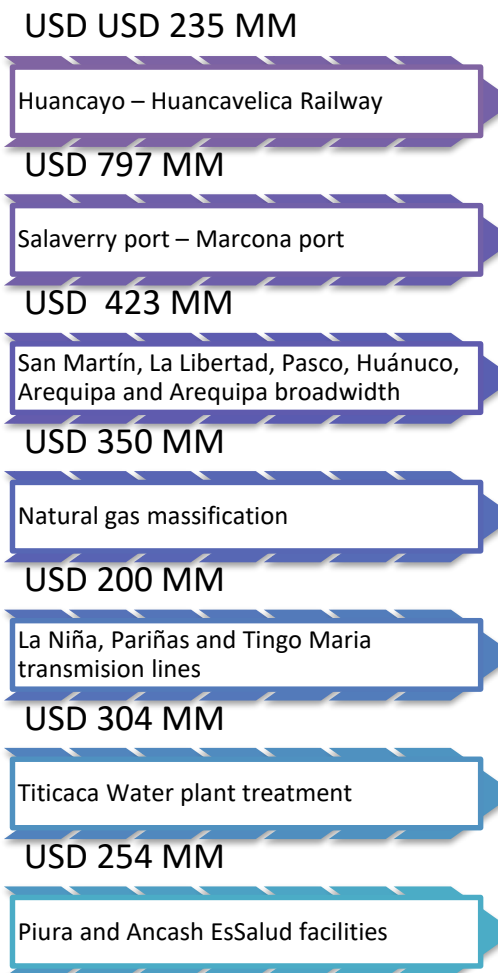 USD USD 235 MM
Huancayo – Huancavelica Railway
USD 797 MM
Salaverry port – Marcona port
USD  423 MM
San Martín, La Libertad, Pasco, Huánuco,
Arequipa and Arequipa broadwidth
USD 350 MM
Natural gas massification
USD 200 MM
La Niña, Pariñas and Tingo Maria
transmision lines
USD 304 MM
Titicaca Water plant treatment
USD 254 MM
Piura and Ancash EsSalud facilities